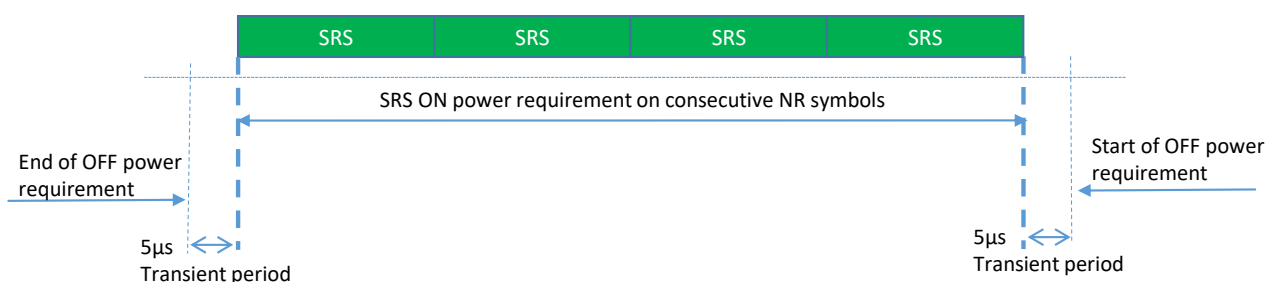 SRS SRS SRS SRS
SRS ON power requirement on consecutive NR symbols
End of OFF power
requirement
Start of OFF power
requirement
5µs
Transient period
5µs
Transient period